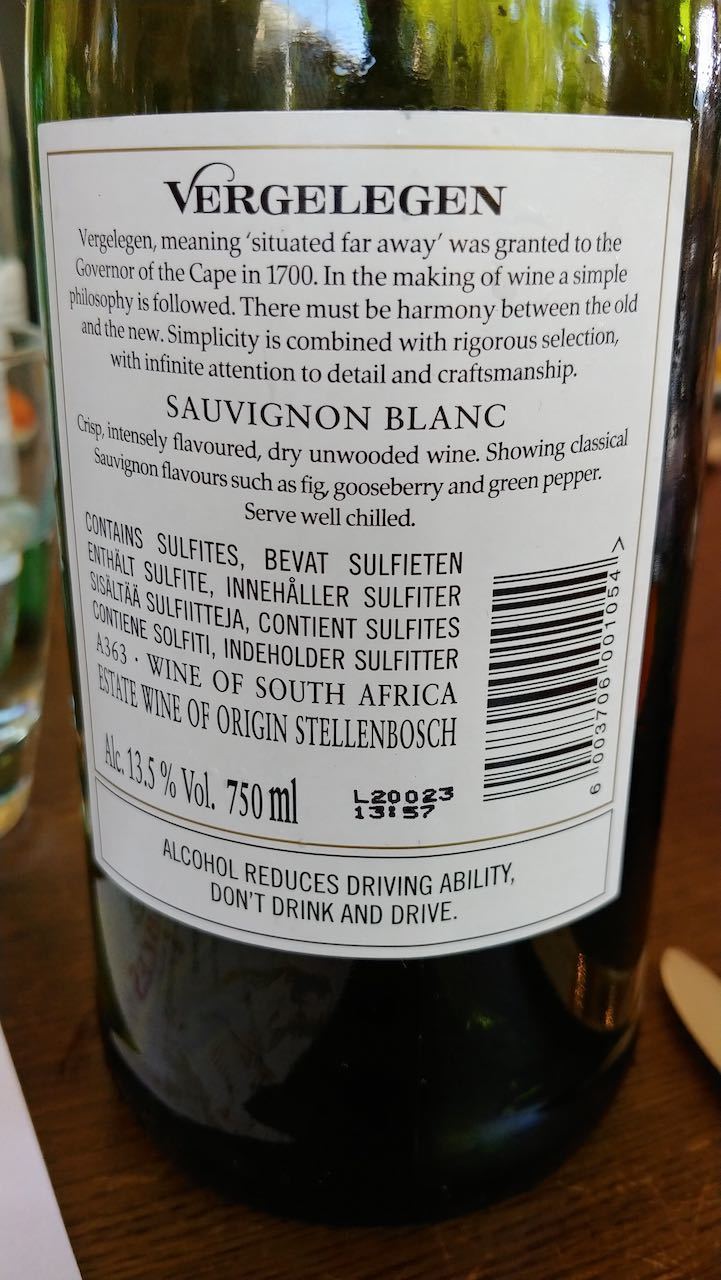 VERGELEGEN
Vergelegen, meaning ‘situated far away’ was granted to the
Governor of the Cape in 1700. In the making of wine a simple
philosophy is followed. There must be harmony between the old
and the new. Simplicity is combined with rigorous selection,
with infinite attention to detail and craftsmanship.
SAUVIGNON BLANC
Crisp, intensely flavoured, dry unwooded wine. Showing classical
Sauvignon flavours such as fig, gooseberry and green pepper.
Serve well chilled.
CONTAINS SULFITES, BEVAT SULFIETEN
ENTHÄLT SULFITE, INNEHÅLLER SULFITER
SISÄLTÄÄ SULFIITTEJA, CONTIENT SULFITES
CONTIENE SOLFITI, INDEHOLDER SULFITTER
A363 · WINE OF SOUTH AFRICA
ESTATE WINE OF ORIGIN STELLENBOSCH
Alc. 13.5 % Vol. 750 ml
L20023
13:57
6 003706 001054 >
ALCOHOL REDUCES DRIVING ABILITY,
DON'T DRINK AND DRIVE.